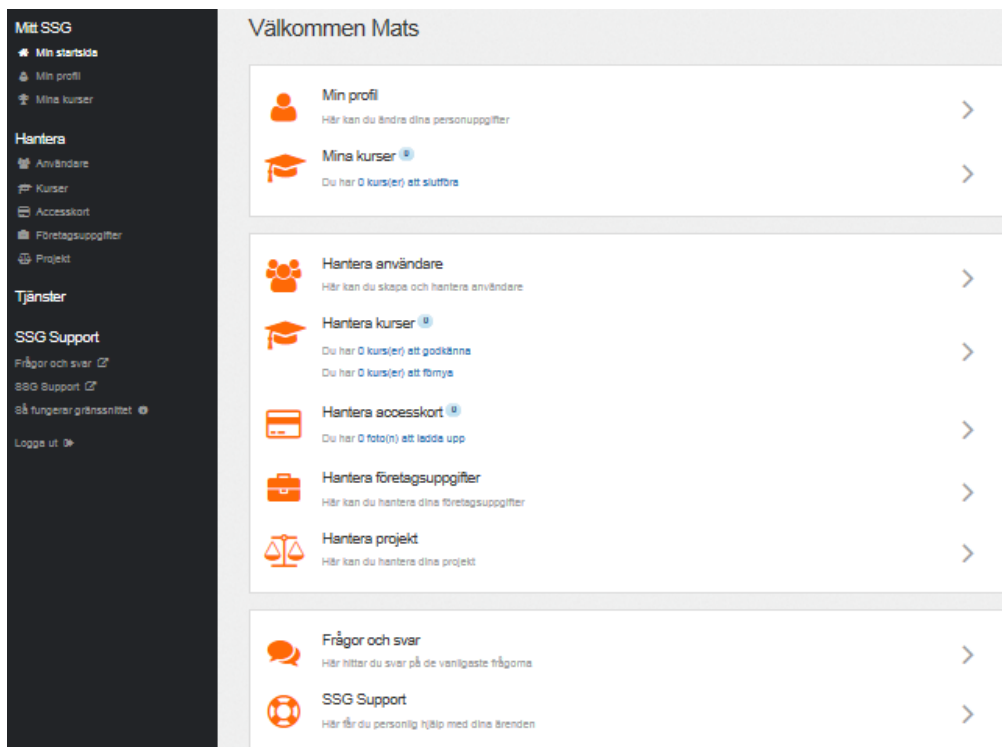 Mitt SSG
Min startsida
Min profil
Mina kurser
Hantera
Användare
Kurser
Accesskort
Företagsuppgifter
Projekt
Tjänster
SSG Support
Frågor och svar
SSG Support
Så fungerar gränssnittet
Logga ut
Välkommen Mats
Min profil
Här kan du ändra dina personuppgifter
Mina kurser 0
Du har 0 kurs(er) att slutföra
Hantera användare
Här kan du skapa och hantera användare
Hantera kurser 0
Du har 0 kurs(er) att godkänna
Du har 0 kurs(er) att förnya
Hantera accesskort 0
Du har 0 foto(n) att ladda upp
Hantera företagsuppgifter
Här kan du hantera dina företagsuppgifter
Hantera projekt
Här kan du hantera dina projekt
Frågor och svar
Här hittar du svar på de vanligaste frågorna
SSG Support
Här får du personlig hjälp med dina ärenden